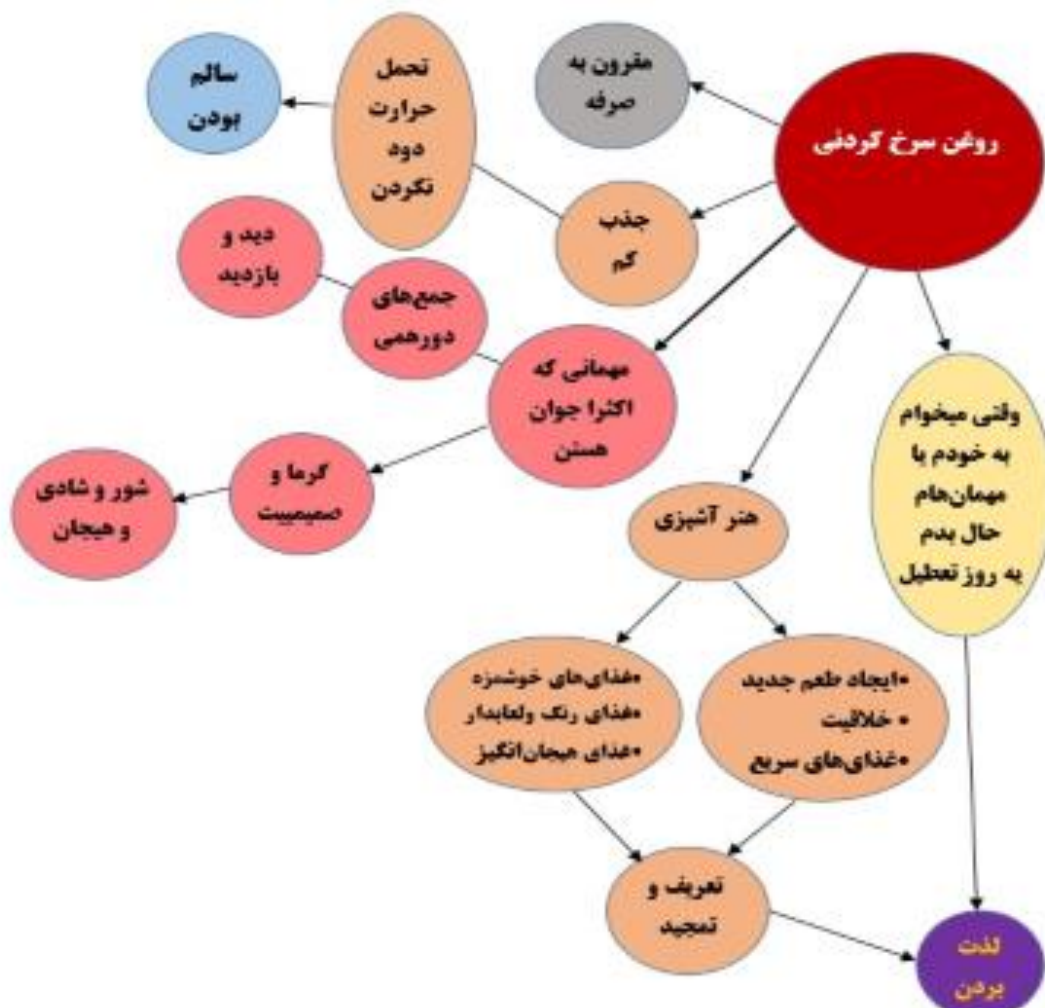 روغن سرخ کردنی
مقرون به
صرفه
جذب
کم
تحمل
حرارت
دود
نکردن
سالم
بودن
مهمانی که
اکثرا جوان
هستن
جمع‌های
دورهمی
دید و
بازدید
گرما و
صمیمییت
شور و شادی
و هیجان
هنر آشپزی
•ایجاد طعم جدید
• خلاقیت
•غذای‌های سریع
•غذای‌های خوشمزه
•غذای رنگ ولعابدار
•غذای هیجان‌انگیز
تعریف و
تمجید
وقتی میخوام
به خودم یا
مهمان‌هام
حال بدم
یه روز تعطیل
لذت
بردن